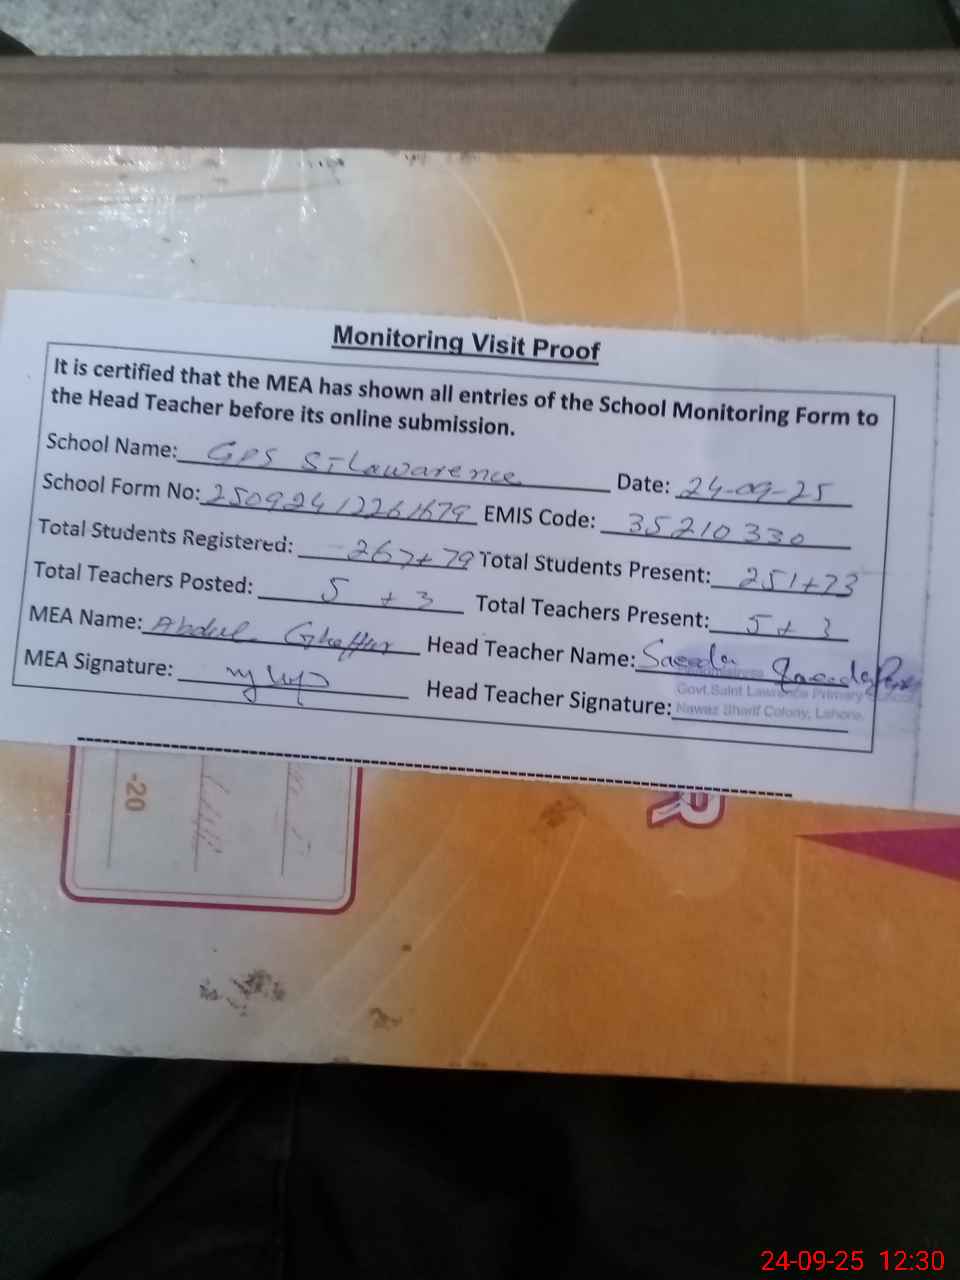 Monitoring Visit Proof
It is certified that the MEA has shown all entries of the School Monitoring Form to
the Head Teacher before its online submission.
School Name: GPS St Lawarence Date: 24-09-25
School Form No: 25092412261679 EMIS Code: 35210330
Total Students Registered: 267+79 Total Students Present: 251+73
Total Teachers Posted: 5 + 3 Total Teachers Present: 5+ 3
MEA Name: Abdul Ghaffar Head Teacher Name: Saeeda
MEA Signature: Head Teacher Signature:
Govt.Saint Lawrence Primary
Nawaz Sharif Colony, Lahore.
-20
R
24-09-25 12:30